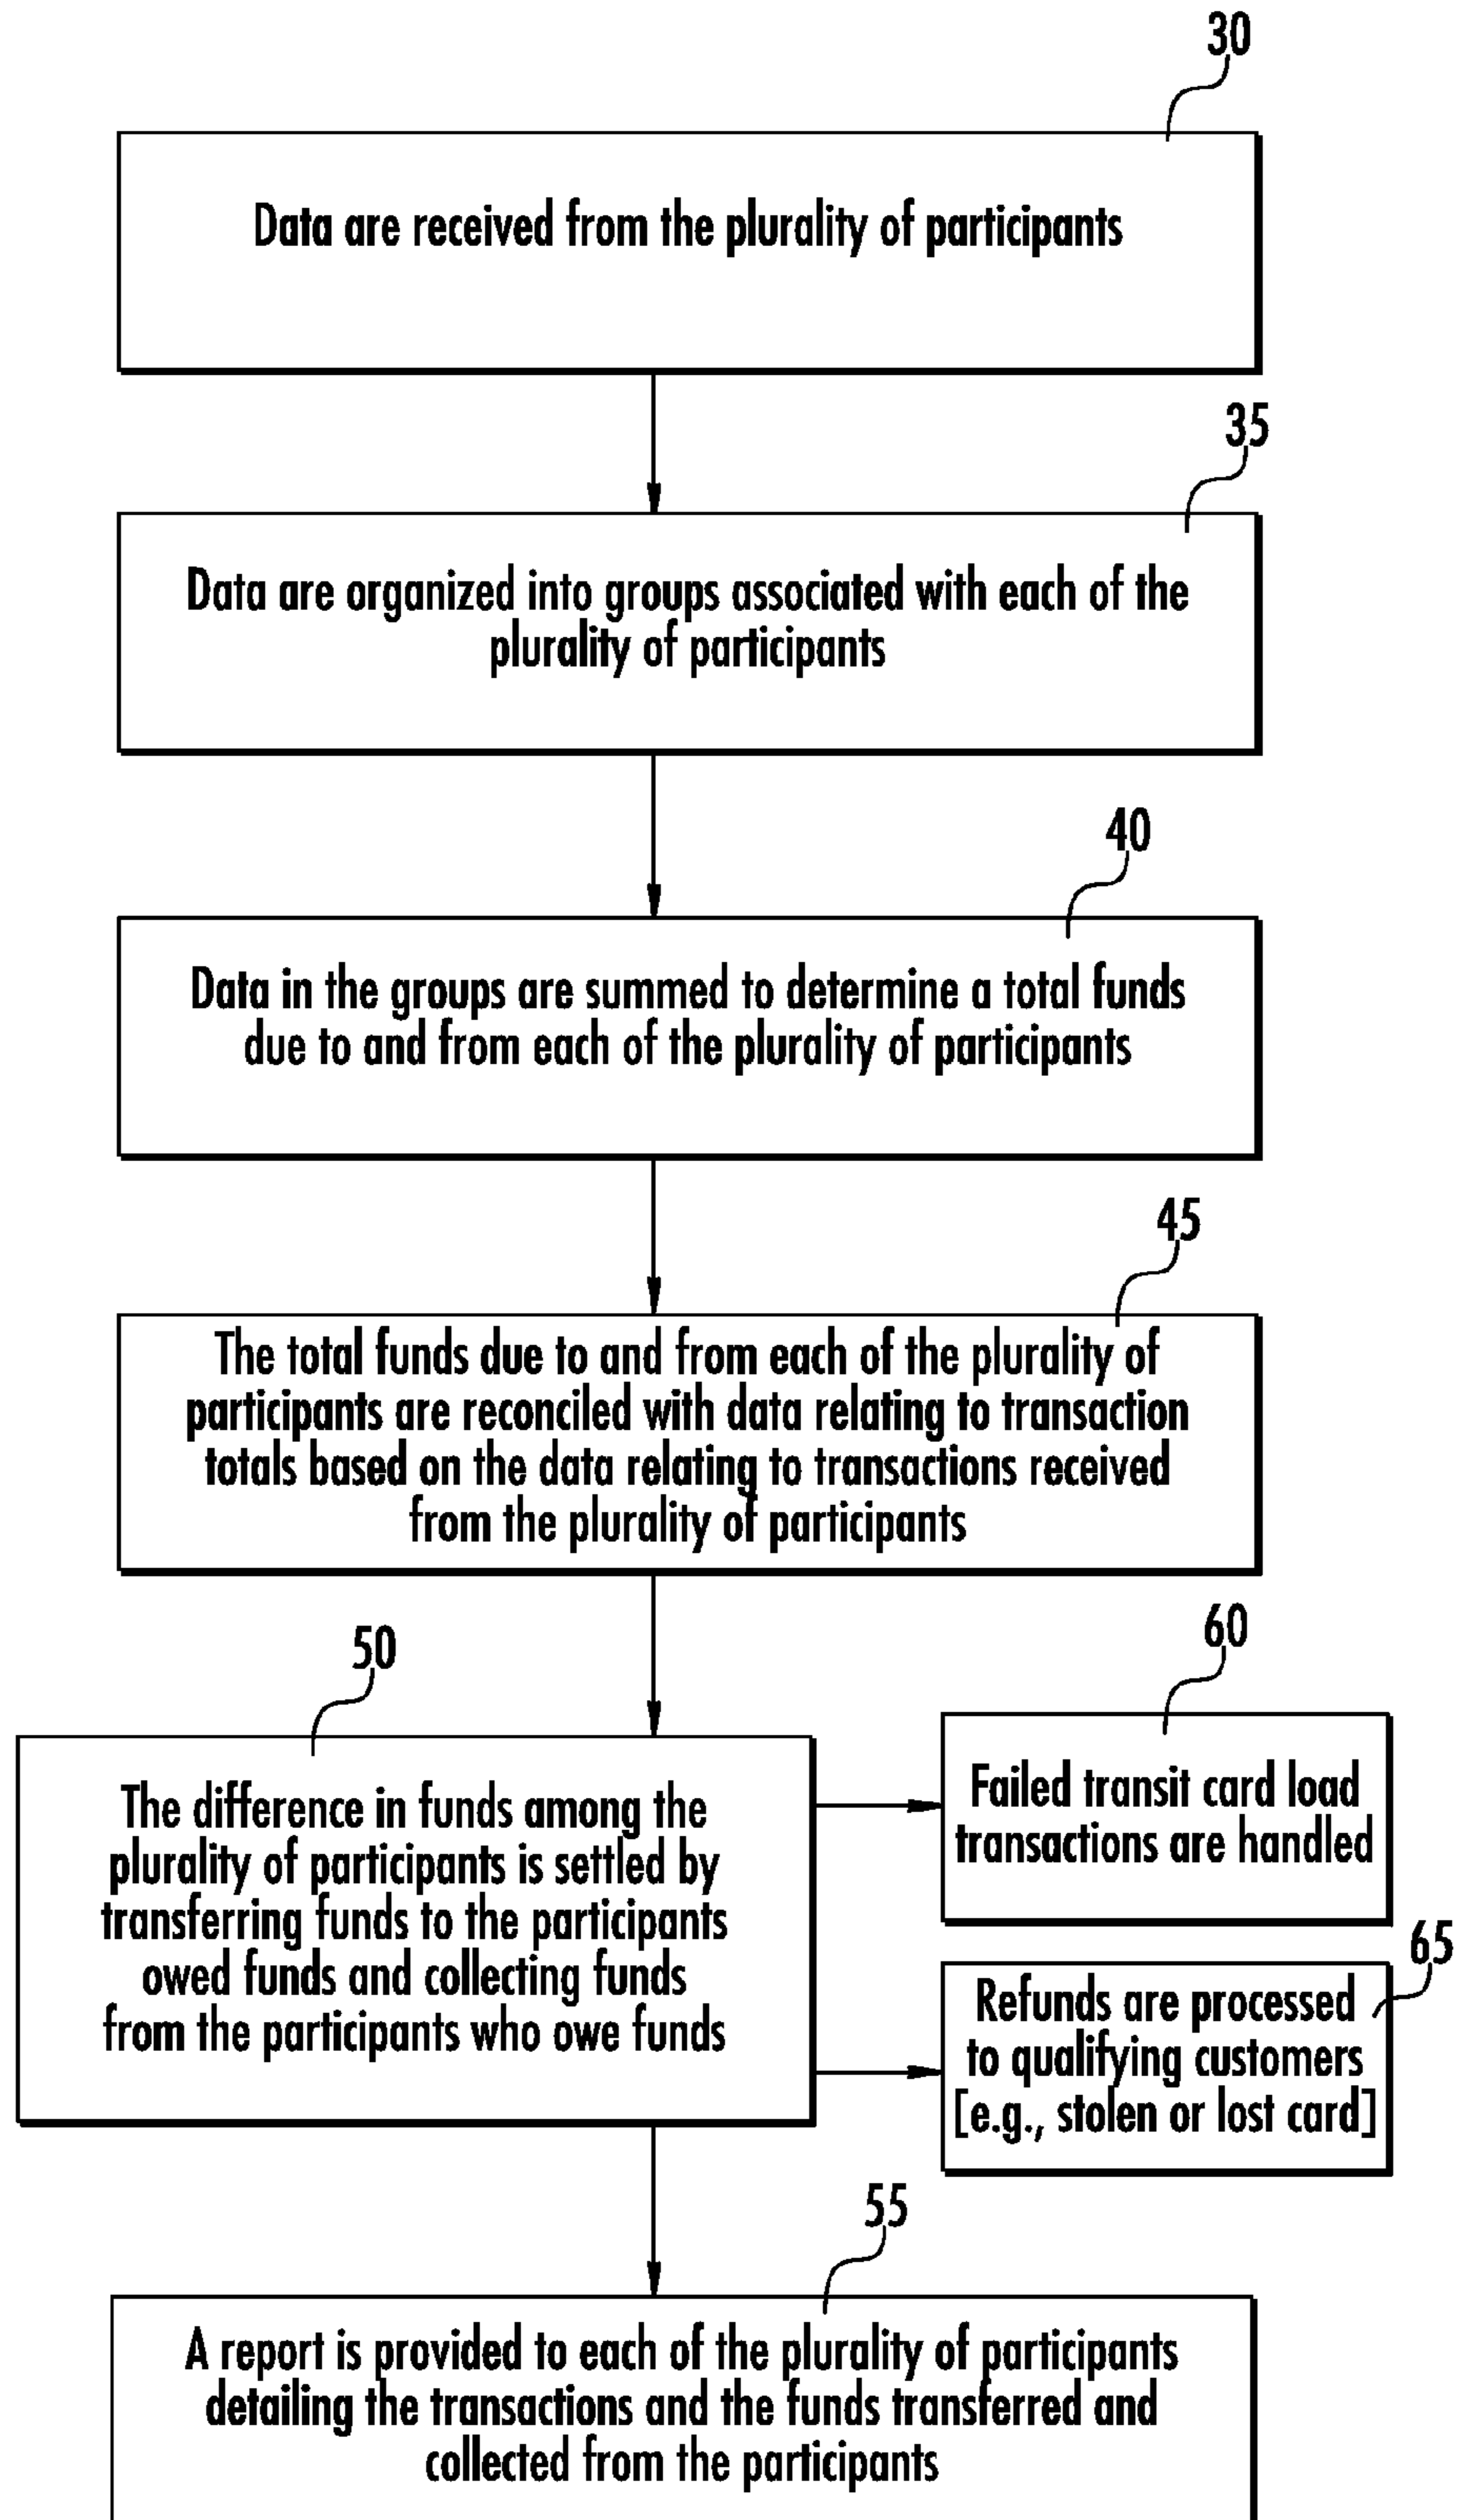 30
Data are received from the plurality of participants
35
Data are organized into groups associated with each of the
plurality of participants
40
Data in the groups are summed to determine a total funds
due to and from each of the plurality of participants
45
The total funds due to and from each of the plurality of
participants are reconciled with data relating to transaction
totals based on the data relating to transactions received
from the plurality of participants
50
The difference in funds among the
plurality of participants is settled by
transferring funds to the participants
owed funds and collecting funds
from the participants who owe funds
60
Failed transit card load
transactions are handled
65
Refunds are processed
to qualifying customers
[e.g., stolen or lost card]
55
A report is provided to each of the plurality of participants
detailing the transactions and the funds transferred and
collected from the participants